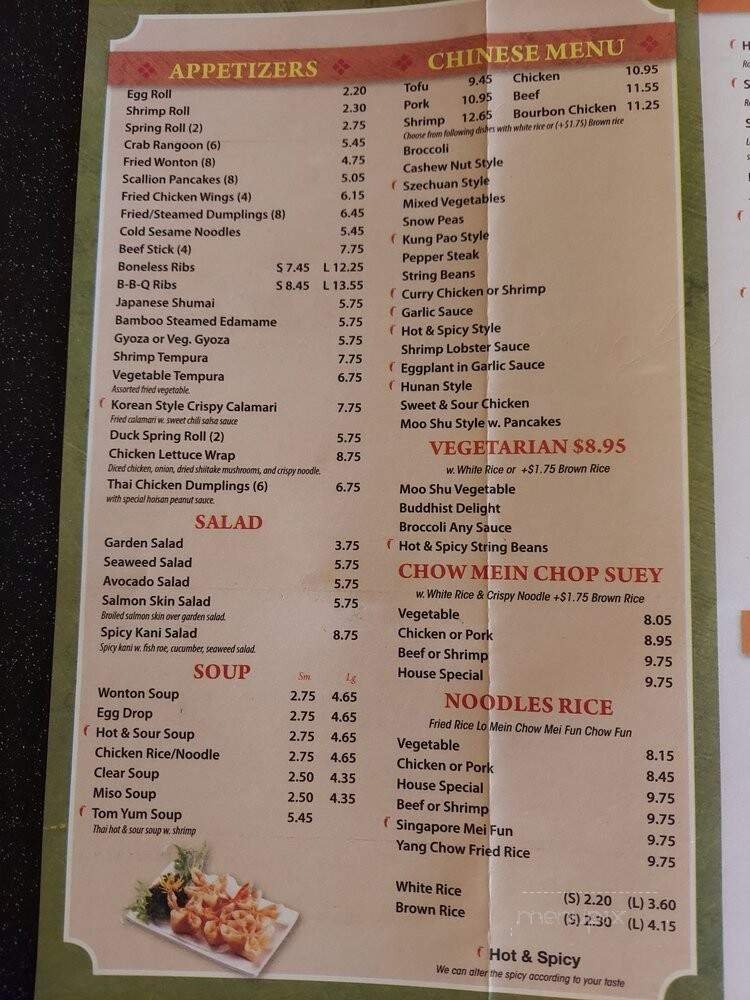 APPETIZERS
Egg Roll 2.20
Shrimp Roll 2.30
Spring Roll (2) 2.75
Crab Rangoon (6) 5.45
Fried Wonton (8) 4.75
Scallion Pancakes (8) 5.05
Fried Chicken Wings (4) 6.15
Fried/Steamed Dumplings (8) 6.45
Cold Sesame Noodles 5.45
Beef Stick (4) 7.75
Boneless Ribs S 7.45 L 12.25
B-B-Q Ribs S 8.45 L 13.55
Japanese Shumai 5.75
Bamboo Steamed Edamame 5.75
Gyoza or Veg. Gyoza 5.75
Shrimp Tempura 7.75
Vegetable Tempura 6.75
Assorted fried vegetable.
Korean Style Crispy Calamari 7.75
Fried calamari w. sweet chili salsa sauce
Duck Spring Roll (2) 5.75
Chicken Lettuce Wrap 8.75
Diced chicken, onion, dried shiitake mushrooms, and crispy noodle.
Thai Chicken Dumplings (6) 6.75
with special hoisan peanut sauce.
SALAD
Garden Salad 3.75
Seaweed Salad 5.75
Avocado Salad 5.75
Salmon Skin Salad 5.75
Broiled salmon skin over garden salad.
Spicy Kani Salad 8.75
Spicy kani w. fish roe, cucumber, seaweed salad.
SOUP Sm Lg
Wonton Soup 2.75 4.65
Egg Drop 2.75 4.65
Hot & Sour Soup 2.75 4.65
Chicken Rice/Noodle 2.75 4.65
Clear Soup 2.50 4.35
Miso Soup 2.50 4.35
Tom Yum Soup 5.45
Thai hot & sour soup w. shrimp
CHINESE MENU
Tofu 9.45 Chicken 10.95
Pork 10.95 Beef 11.55
Shrimp 12.65 Bourbon Chicken 11.25
Choose from following dishes with white rice or (+$1.75) Brown rice
Broccoli
Cashew Nut Style
Szechuan Style
Mixed Vegetables
Snow Peas
Kung Pao Style
Pepper Steak
String Beans
Curry Chicken or Shrimp
Garlic Sauce
Hot & Spicy Style
Shrimp Lobster Sauce
Eggplant in Garlic Sauce
Hunan Style
Sweet & Sour Chicken
Moo Shu Style w. Pancakes
VEGETARIAN $8.95
w. White Rice or +$1.75 Brown Rice
Moo Shu Vegetable
Buddhist Delight
Broccoli Any Sauce
Hot & Spicy String Beans
CHOW MEIN CHOP SUEY
w. White Rice & Crispy Noodle +$1.75 Brown Rice
Vegetable 8.05
Chicken or Pork 8.95
Beef or Shrimp 9.75
House Special 9.75
NOODLES RICE
Fried Rice Lo Mein Chow Mei Fun Chow Fun
Vegetable 8.15
Chicken or Pork 8.45
House Special 9.75
Beef or Shrimp 9.75
Singapore Mei Fun 9.75
Yang Chow Fried Rice 9.75
White Rice (S) 2.20 (L) 3.60
Brown Rice (S) 2.30 (L) 4.15
menupix
Hot & Spicy
We can alter the spicy according to your taste